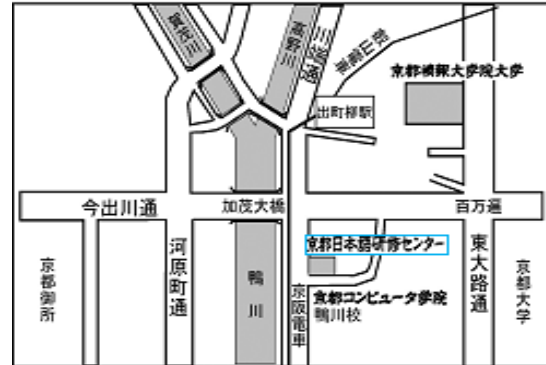 賀茂川
高野川
川端通
叡山電車
京都情報大学院大学
出町柳駅
今出川通
加茂大橋
百万遍
京都御所
河原町通
鴨川
京阪電車
京都日本語研修センター
京都コンピュータ学院
鴨川校
東大路通
京都大学